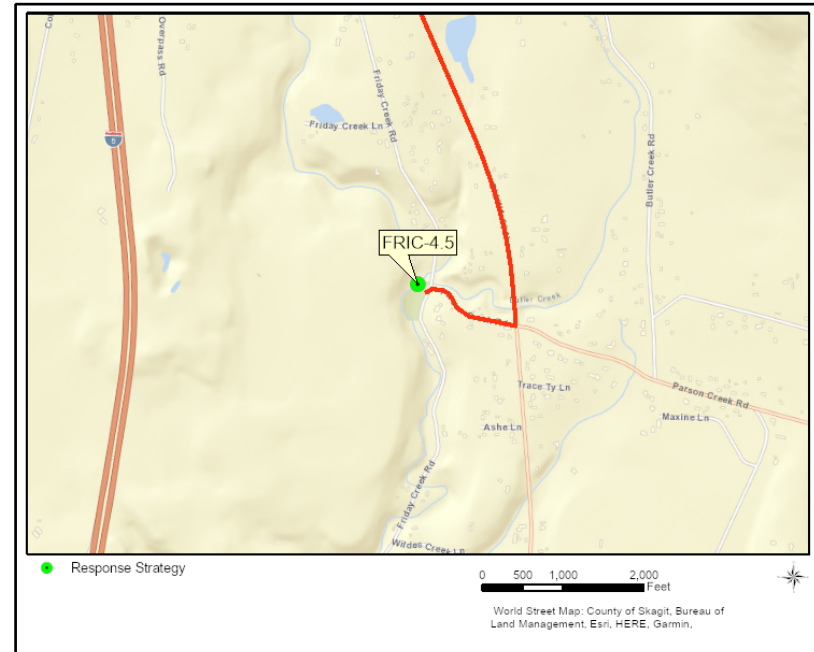 Overpass Rd
5
Friday Creek Rd
Friday Creek Ln
Butler Creek Rd
FRIC-4.5
Butler Creek
Trace Ty Ln
Parson Creek Rd
Maxine Ln
Ashe Ln
Friday Creek Rd
Wildes Creek Ln
Response Strategy
0 500 1,000 2,000
Feet
World Street Map: County of Skagit, Bureau of
Land Management, Esri, HERE, Garmin,